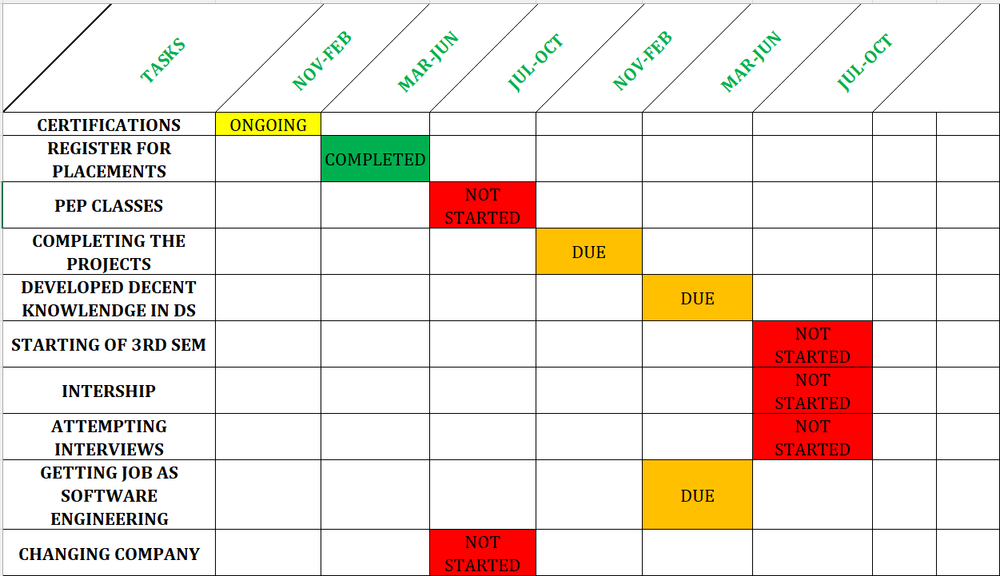 TASKS
NOV-FEB
MAR-JUN
JUL-OCT
NOV-FEB
MAR-JUN
JUL-OCT
CERTIFICATIONS
ONGOING
REGISTER FOR
PLACEMENTS
COMPLETED
PEP CLASSES
NOT
STARTED
COMPLETING THE
PROJECTS
DUE
DEVELOPED DECENT
KNOWLENDGE IN DS
DUE
STARTING OF 3RD SEM
NOT
STARTED
INTERSHIP
NOT
STARTED
ATTEMPTING
INTERVIEWS
NOT
STARTED
GETTING JOB AS
SOFTWARE
ENGINEERING
DUE
CHANGING COMPANY
NOT
STARTED